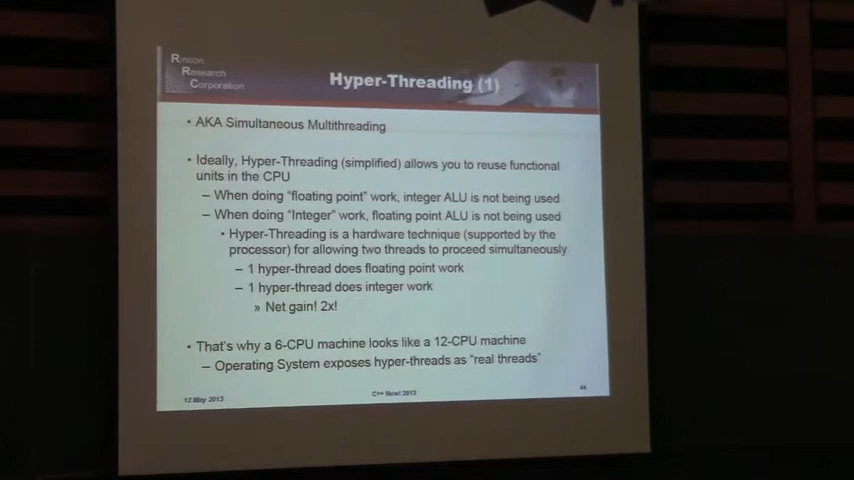 Rincon
Research
Corporation
Hyper-Threading (1)
• AKA Simultaneous Multithreading
• Ideally, Hyper-Threading (simplified) allows you to reuse functional
units in the CPU
– When doing "floating point" work, integer ALU is not being used
– When doing "Integer" work, floating point ALU is not being used
• Hyper-Threading is a hardware technique (supported by the
processor) for allowing two threads to proceed simultaneously
– 1 hyper-thread does floating point work
– 1 hyper-thread does integer work
» Net gain! 2x!
• That's why a 6-CPU machine looks like a 12-CPU machine
– Operating System exposes hyper-threads as "real threads"
12 May 2013
C++ Now! 2013
44